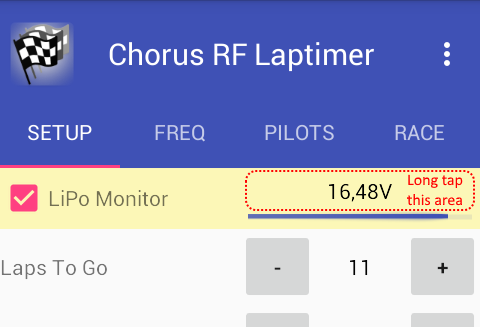 Chorus RF Laptimer
SETUP FREQ PILOTS RACE
LiPo Monitor 16,48V Long tap
this area
Laps To Go - 11 +